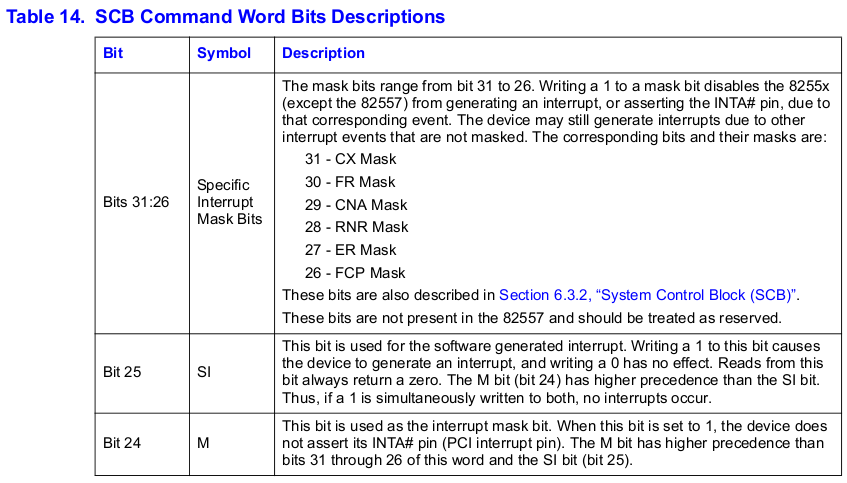 Table 14. SCB Command Word Bits Descriptions
Bit Symbol Description
Bits 31:26
Specific
Interrupt
Mask Bits
The mask bits range from bit 31 to 26. Writing a 1 to a mask bit disables the 8255x
(except the 82557) from generating an interrupt, or asserting the INTA# pin, due to
that corresponding event. The device may still generate interrupts due to other
interrupt events that are not masked. The corresponding bits and their masks are:
31 - CX Mask
30 - FR Mask
29 - CNA Mask
28 - RNR Mask
27 - ER Mask
26 - FCP Mask
These bits are also described in Section 6.3.2, “System Control Block (SCB)”.
These bits are not present in the 82557 and should be treated as reserved.
Bit 25
SI
This bit is used for the software generated interrupt. Writing a 1 to this bit causes
the device to generate an interrupt, and writing a 0 has no effect. Reads from this
bit always return a zero. The M bit (bit 24) has higher precedence than the SI bit.
Thus, if a 1 is simultaneously written to both, no interrupts occur.
Bit 24
M
This bit is used as the interrupt mask bit. When this bit is set to 1, the device does
not assert its INTA# pin (PCI interrupt pin). The M bit has higher precedence than
bits 31 through 26 of this word and the SI bit (bit 25).